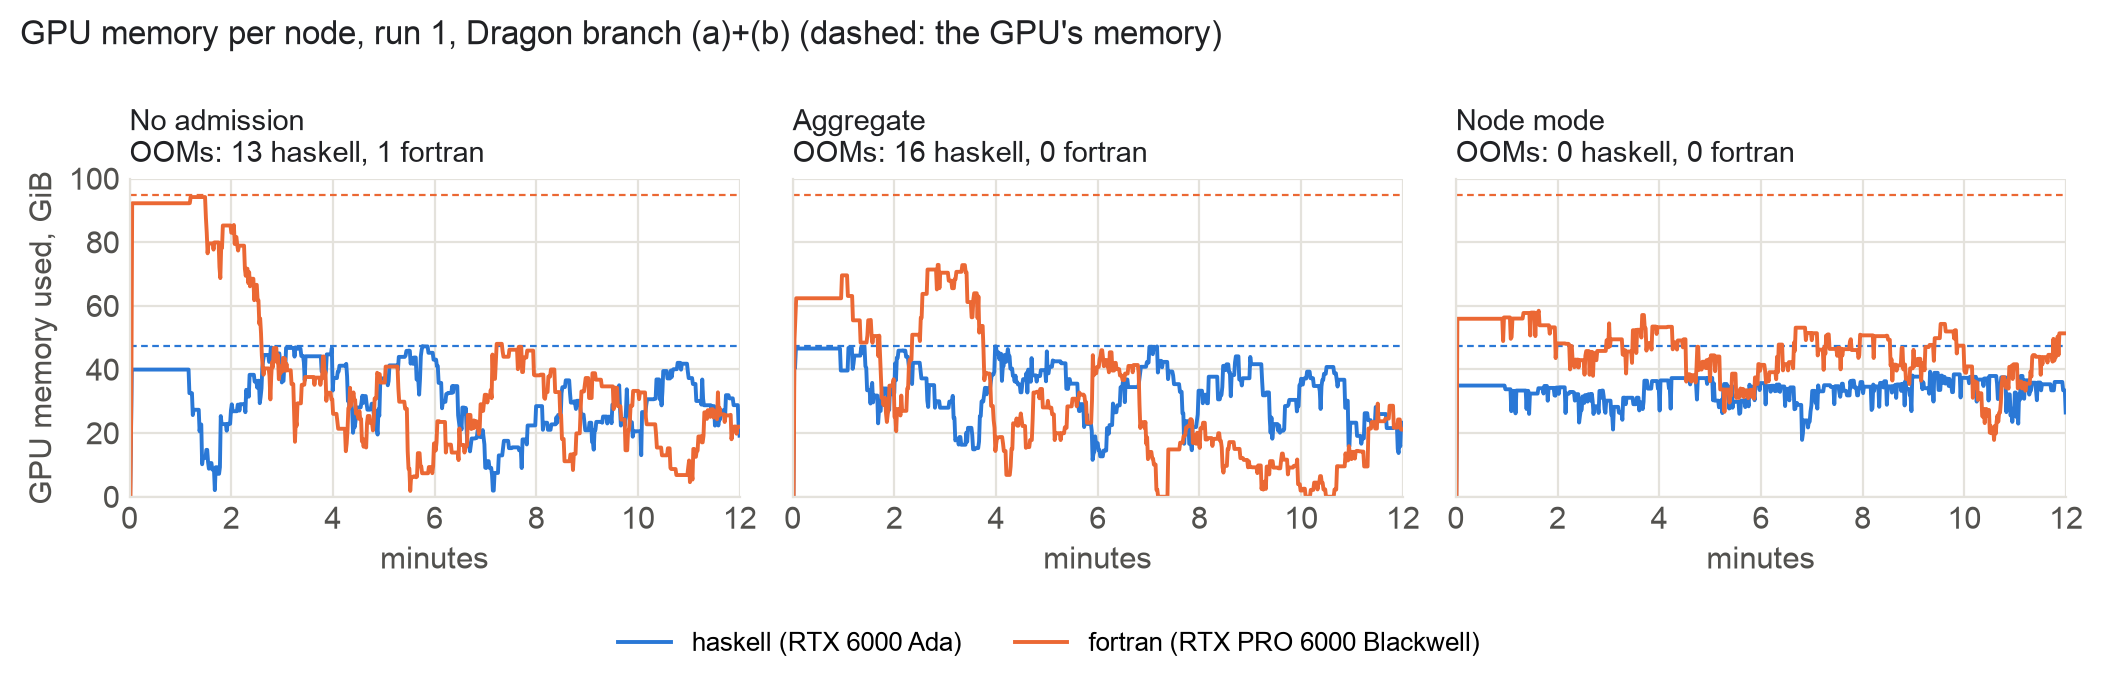 GPU memory per node, run 1, Dragon branch (a)+(b) (dashed: the GPU's memory)
No admission
OOMs: 13 haskell, 1 fortran
Aggregate
OOMs: 16 haskell, 0 fortran
Node mode
OOMs: 0 haskell, 0 fortran
GPU memory used, GiB
100
80
60
40
20
0
0 2 4 6 8 10 12
0 2 4 6 8 10 12
0 2 4 6 8 10 12
minutes
minutes
minutes
haskell (RTX 6000 Ada)
fortran (RTX PRO 6000 Blackwell)